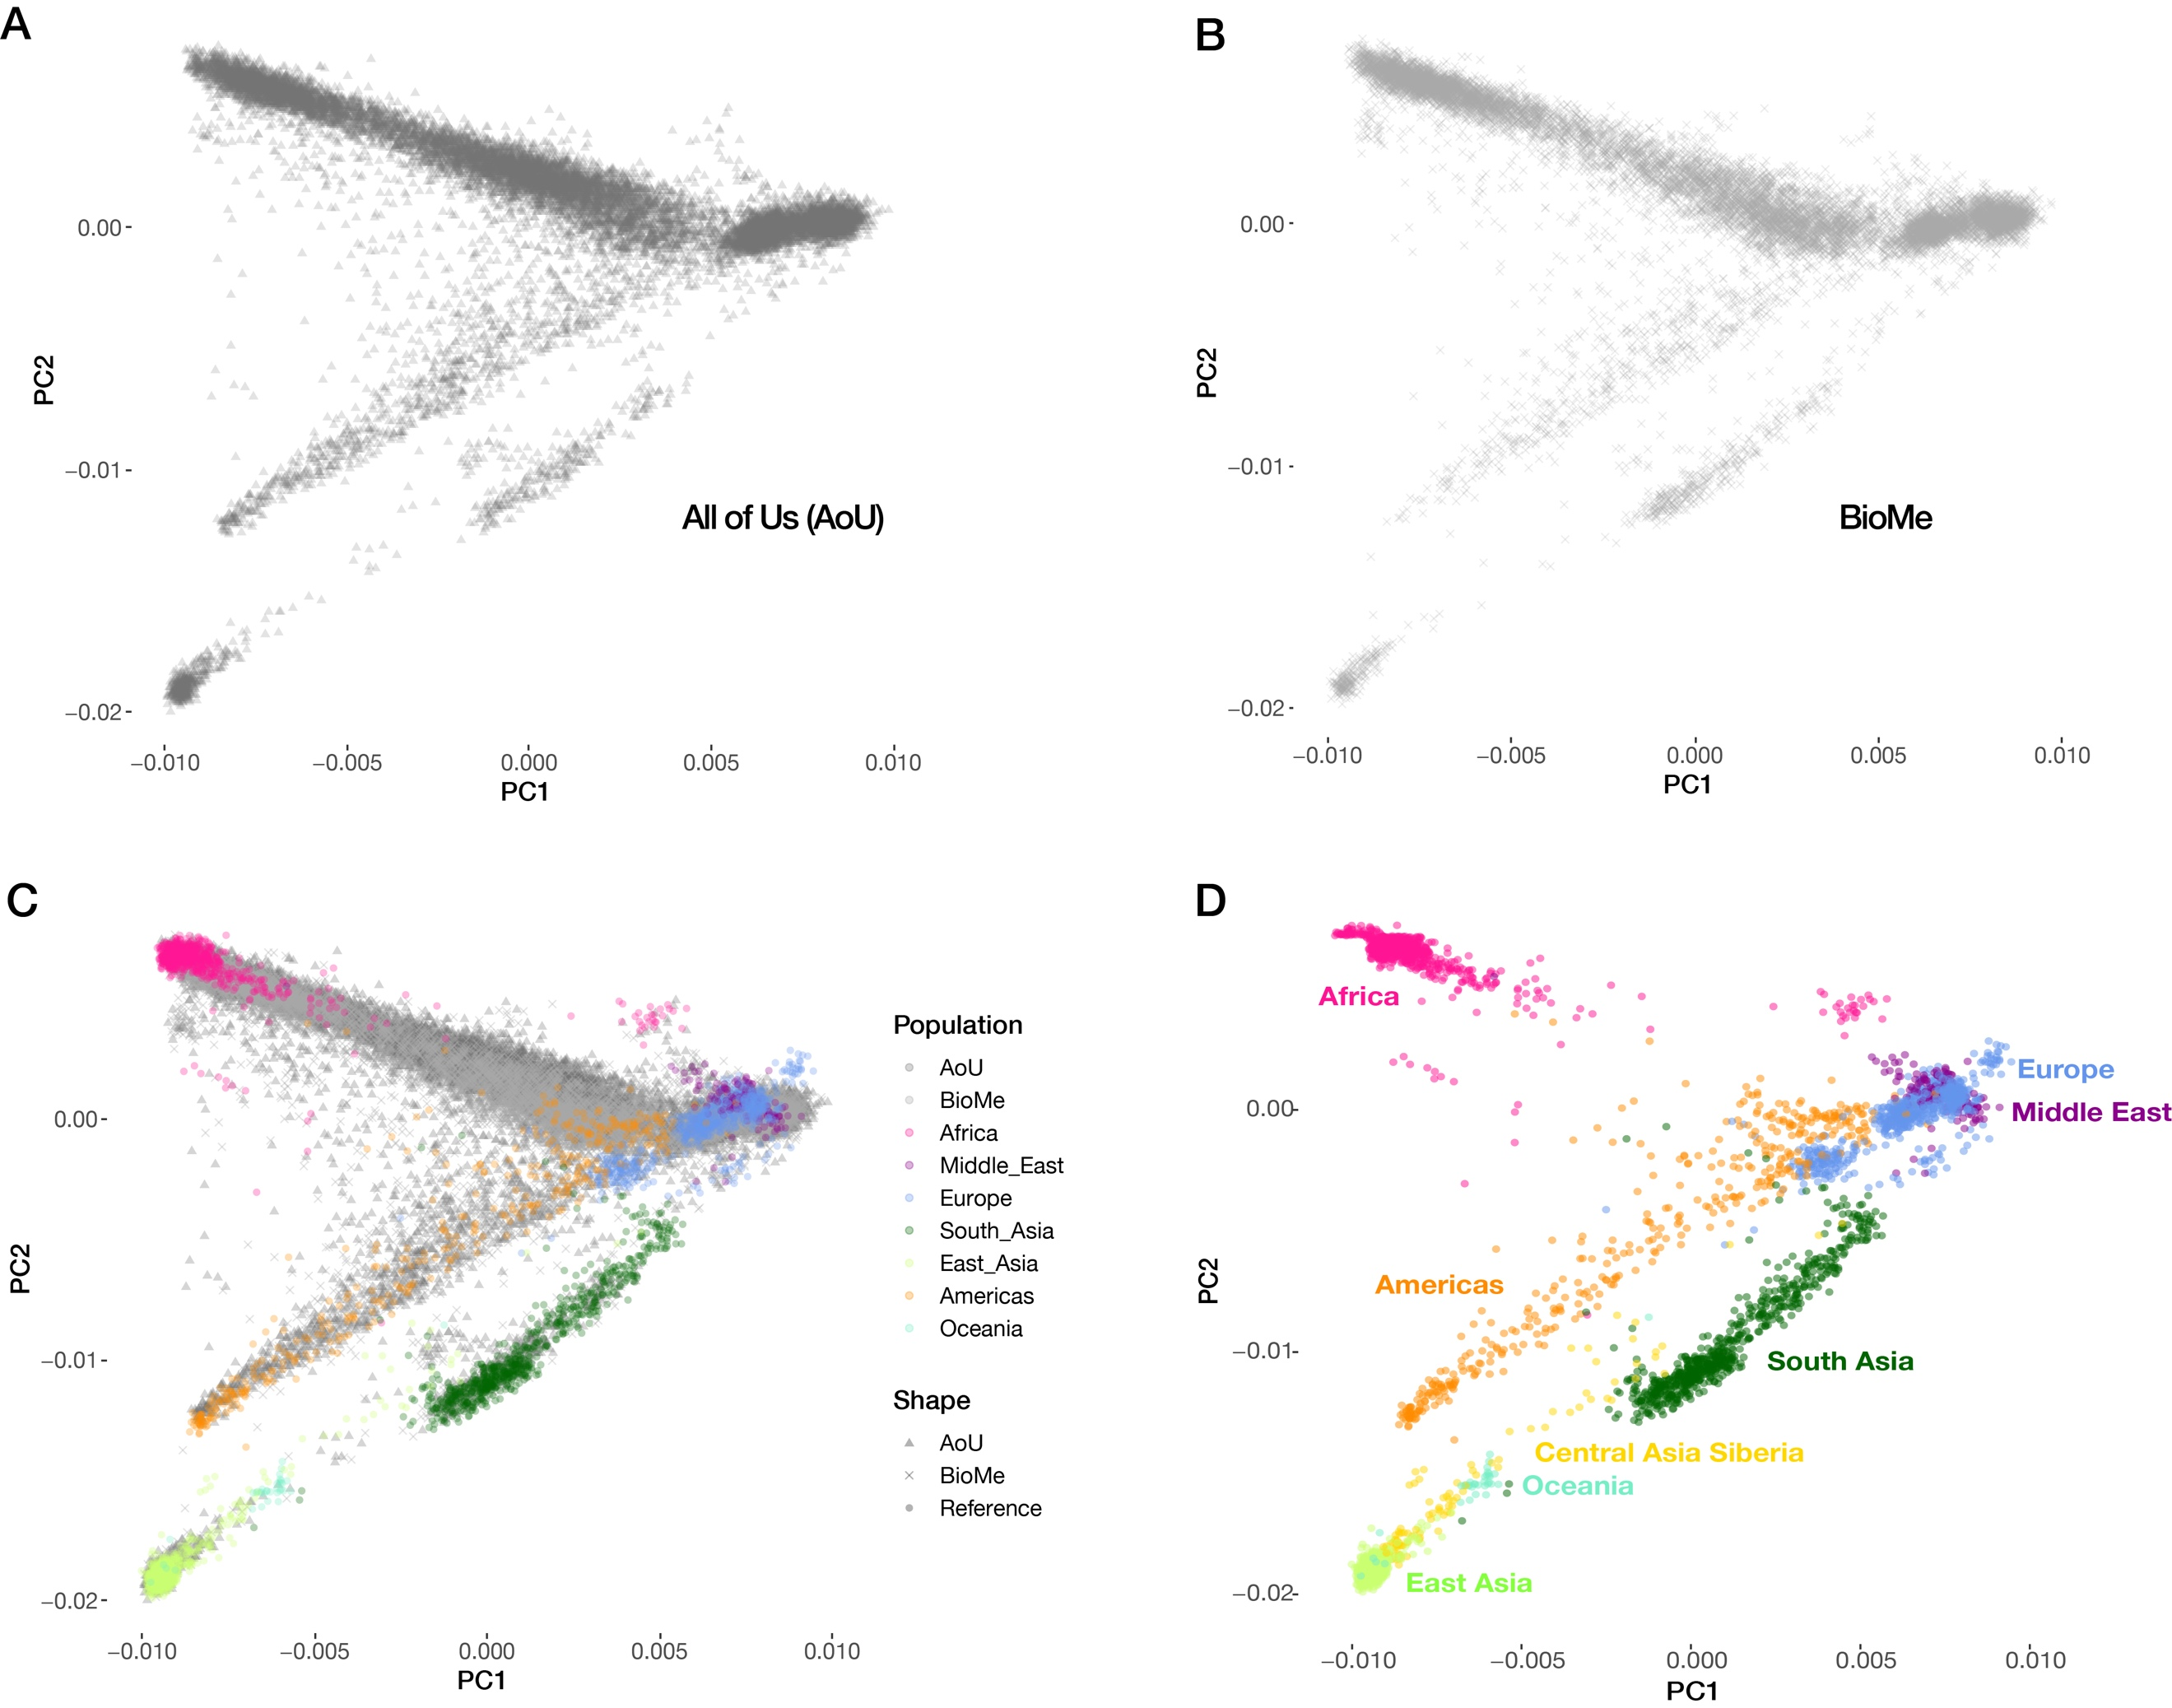 A
0.00
−0.01
−0.02
PC2
−0.010
−0.005
0.000
0.005
0.010
PC1
All of Us (AoU)
B
0.00
−0.01
−0.02
PC2
−0.010
−0.005
0.000
0.005
0.010
PC1
BioMe
C
0.00
−0.01
−0.02
PC2
−0.010
−0.005
0.000
0.005
0.010
PC1
Population
AoU
BioMe
Africa
Middle_East
Europe
South_Asia
East_Asia
Americas
Oceania
Shape
AoU
BioMe
Reference
D
0.00
−0.01
−0.02
PC2
−0.010
−0.005
0.000
0.005
0.010
PC1
Africa
Europe
Middle East
Americas
South Asia
Central Asia Siberia
Oceania
East Asia